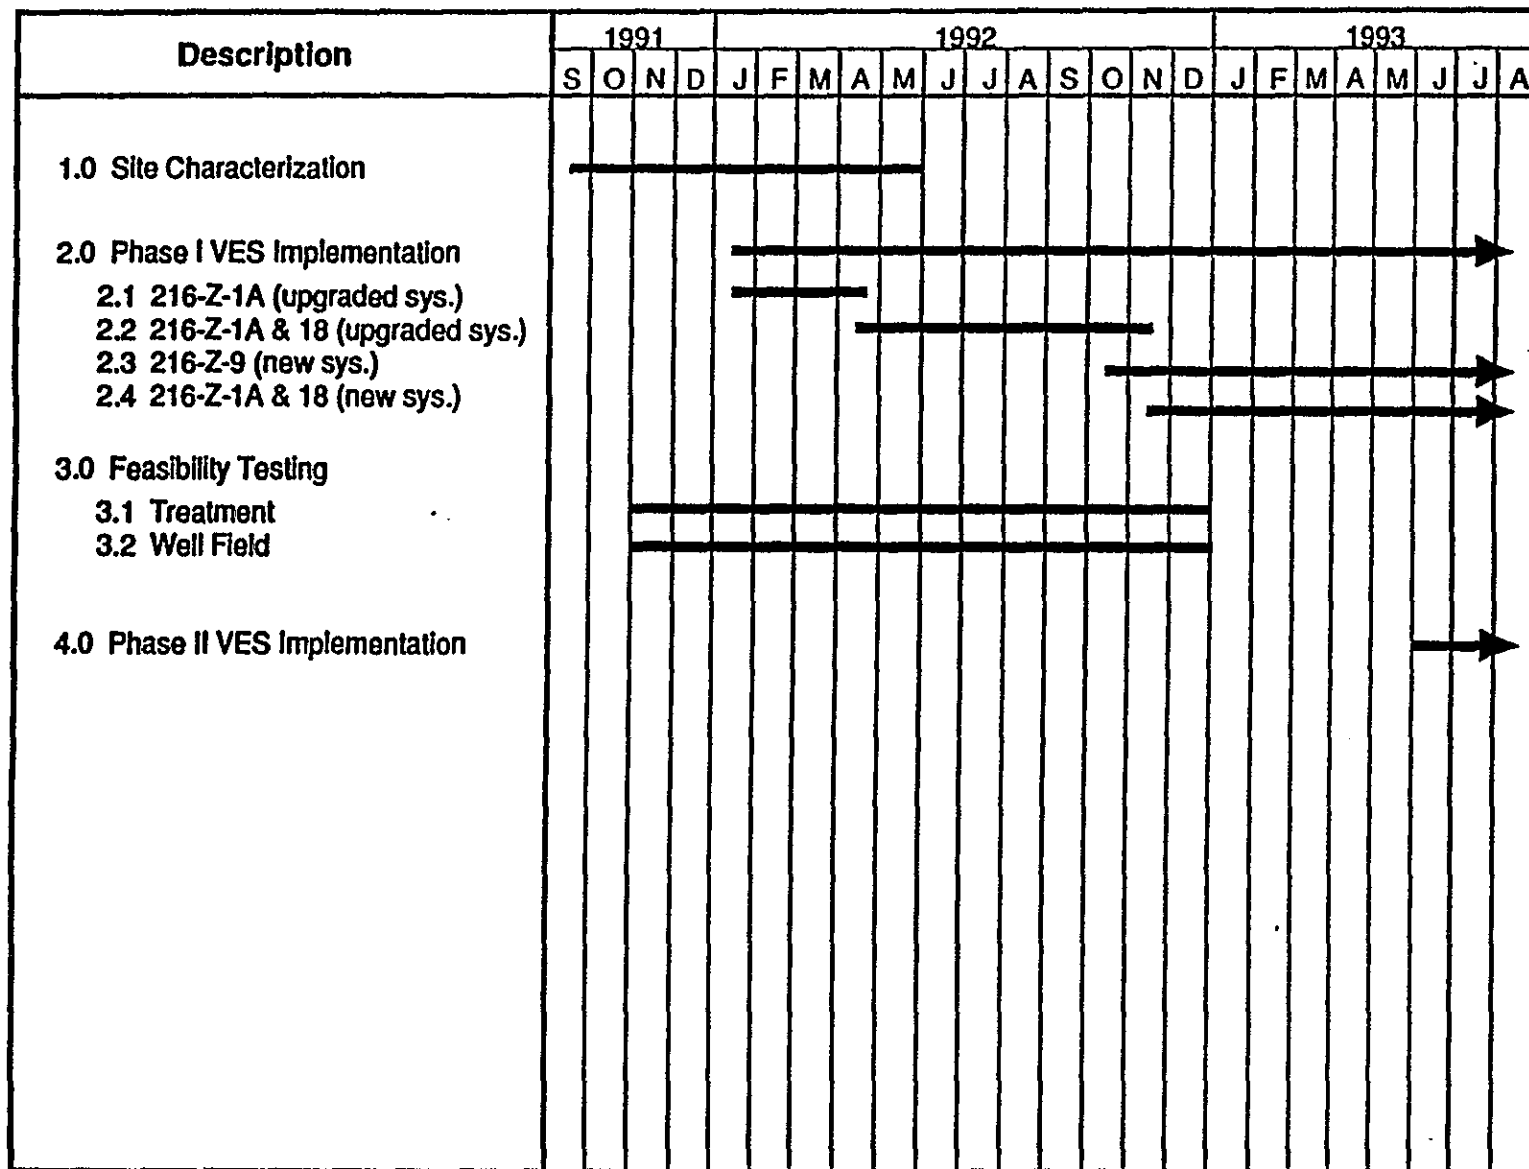 Description
1991 1992 1993
S O N D J F M A M J J A S O N D J F M A M J J A
1.0 Site Characterization
2.0 Phase I VES Implementation
2.1 216-Z-1A (upgraded sys.)
2.2 216-Z-1A & 18 (upgraded sys.)
2.3 216-Z-9 (new sys.)
2.4 216-Z-1A & 18 (new sys.)
3.0 Feasibility Testing
3.1 Treatment
3.2 Well Field
4.0 Phase II VES Implementation